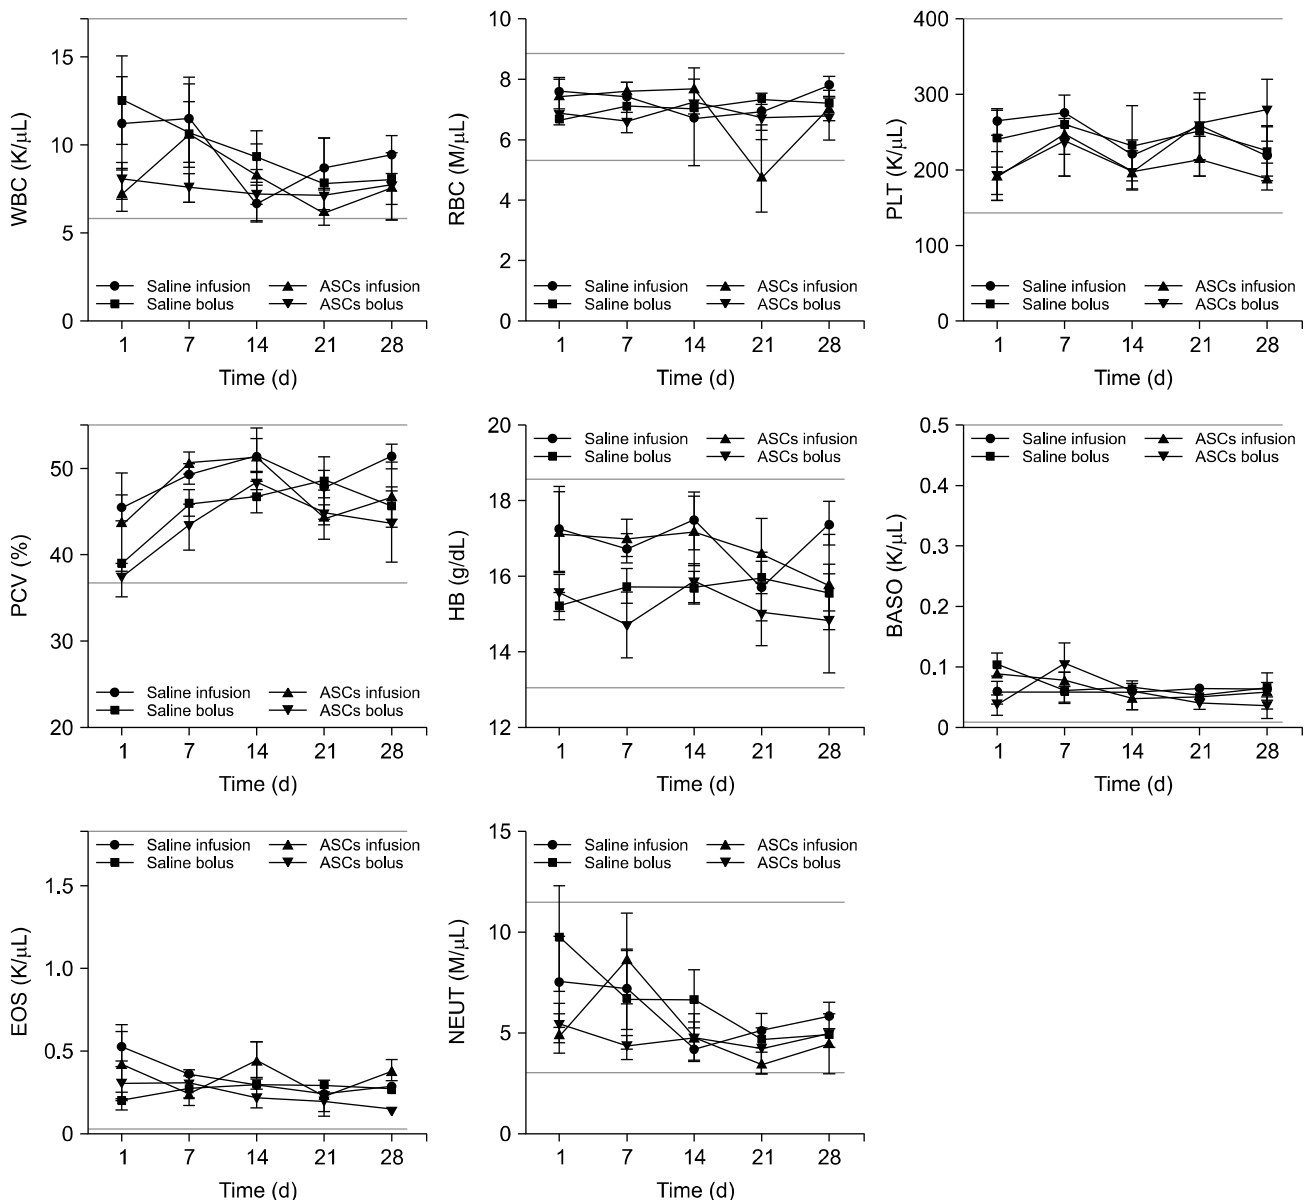 WBC (K/μL)
15
10
5
0
Saline infusion
ASCs infusion
Saline bolus
ASCs bolus
1 7 14 21 28
Time (d)
RBC (M/μL)
10
8
6
4
2
0
Saline infusion
ASCs infusion
Saline bolus
ASCs bolus
1 7 14 21 28
Time (d)
PLT (K/μL)
400
300
200
100
0
Saline infusion
ASCs infusion
Saline bolus
ASCs bolus
1 7 14 21 28
Time (d)
PCV (%)
50
40
30
20
Saline infusion
ASCs infusion
Saline bolus
ASCs bolus
1 7 14 21 28
Time (d)
HB (g/dL)
20
18
16
14
12
Saline infusion
ASCs infusion
Saline bolus
ASCs bolus
1 7 14 21 28
Time (d)
BASO (K/μL)
0.5
0.4
0.3
0.2
0.1
0
Saline infusion
ASCs infusion
Saline bolus
ASCs bolus
1 7 14 21 28
Time (d)
EOS (K/μL)
1.5
1.0
0.5
0
Saline infusion
ASCs infusion
Saline bolus
ASCs bolus
1 7 14 21 28
Time (d)
NEUT (M/μL)
15
10
5
0
Saline infusion
ASCs infusion
Saline bolus
ASCs bolus
1 7 14 21 28
Time (d)